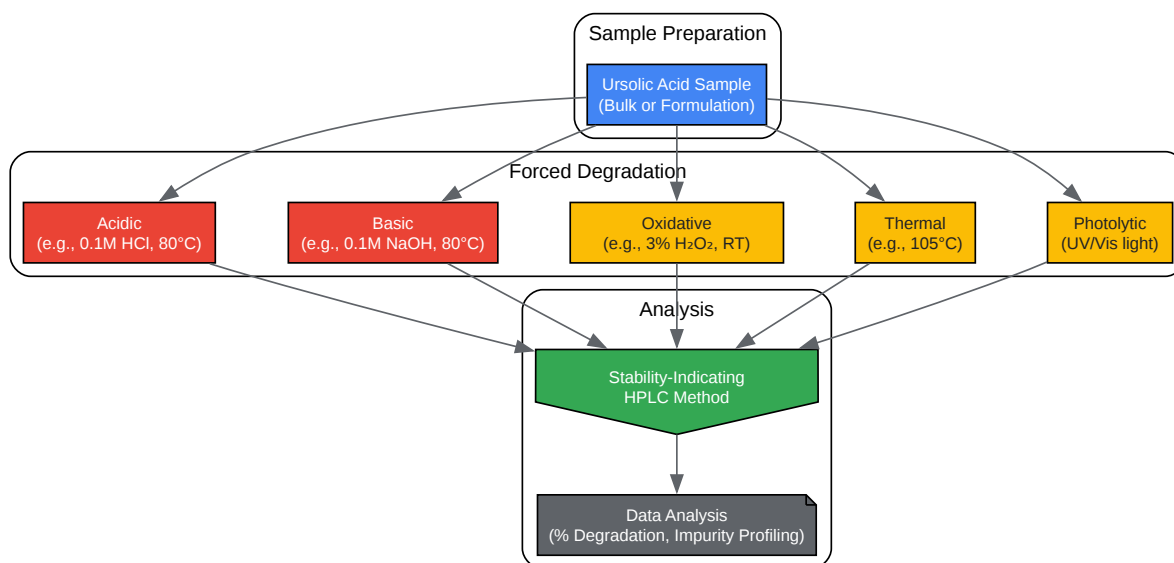 Sample Preparation
Ursolic Acid Sample
(Bulk or Formulation)
Forced Degradation
Acidic
(e.g., 0.1M HCl, 80°C)
Basic
(e.g., 0.1M NaOH, 80°C)
Oxidative
(e.g., 3% H₂O₂, RT)
Thermal
(e.g., 105°C)
Photolytic
(UV/Vis light)
Analysis
Stability-Indicating
HPLC Method
Data Analysis
(% Degradation, Impurity Profiling)